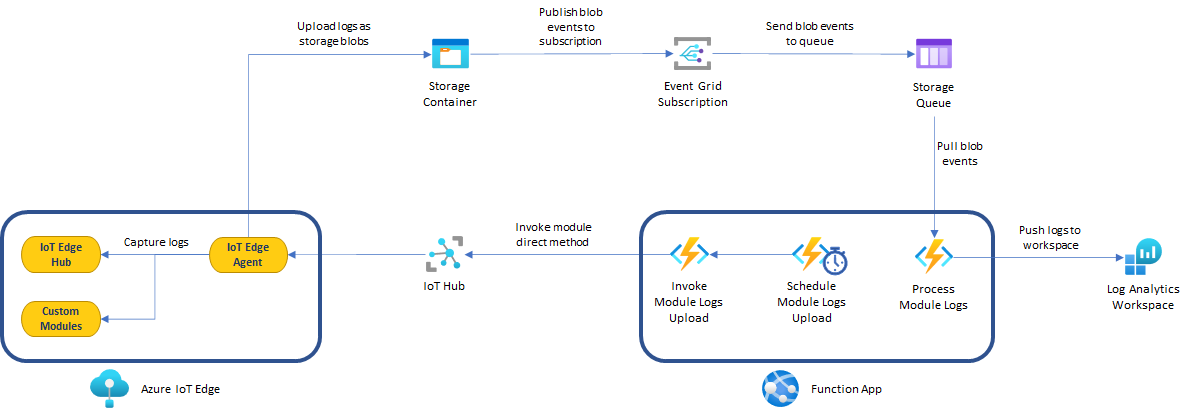 Upload logs as
storage blobs
Publish blob
events to
subscription
Send blob events
to queue
Storage
Container
Event Grid
Subscription
Storage
Queue
Pull blob
events
IoT Edge
Hub
Capture logs
IoT Edge
Agent
Custom
Modules
Invoke module
direct method
IoT Hub
Invoke
Module Logs
Upload
Schedule
Module Logs
Upload
Process
Module Logs
Push logs to
workspace
Log Analytics
Workspace
Azure IoT Edge
Function App